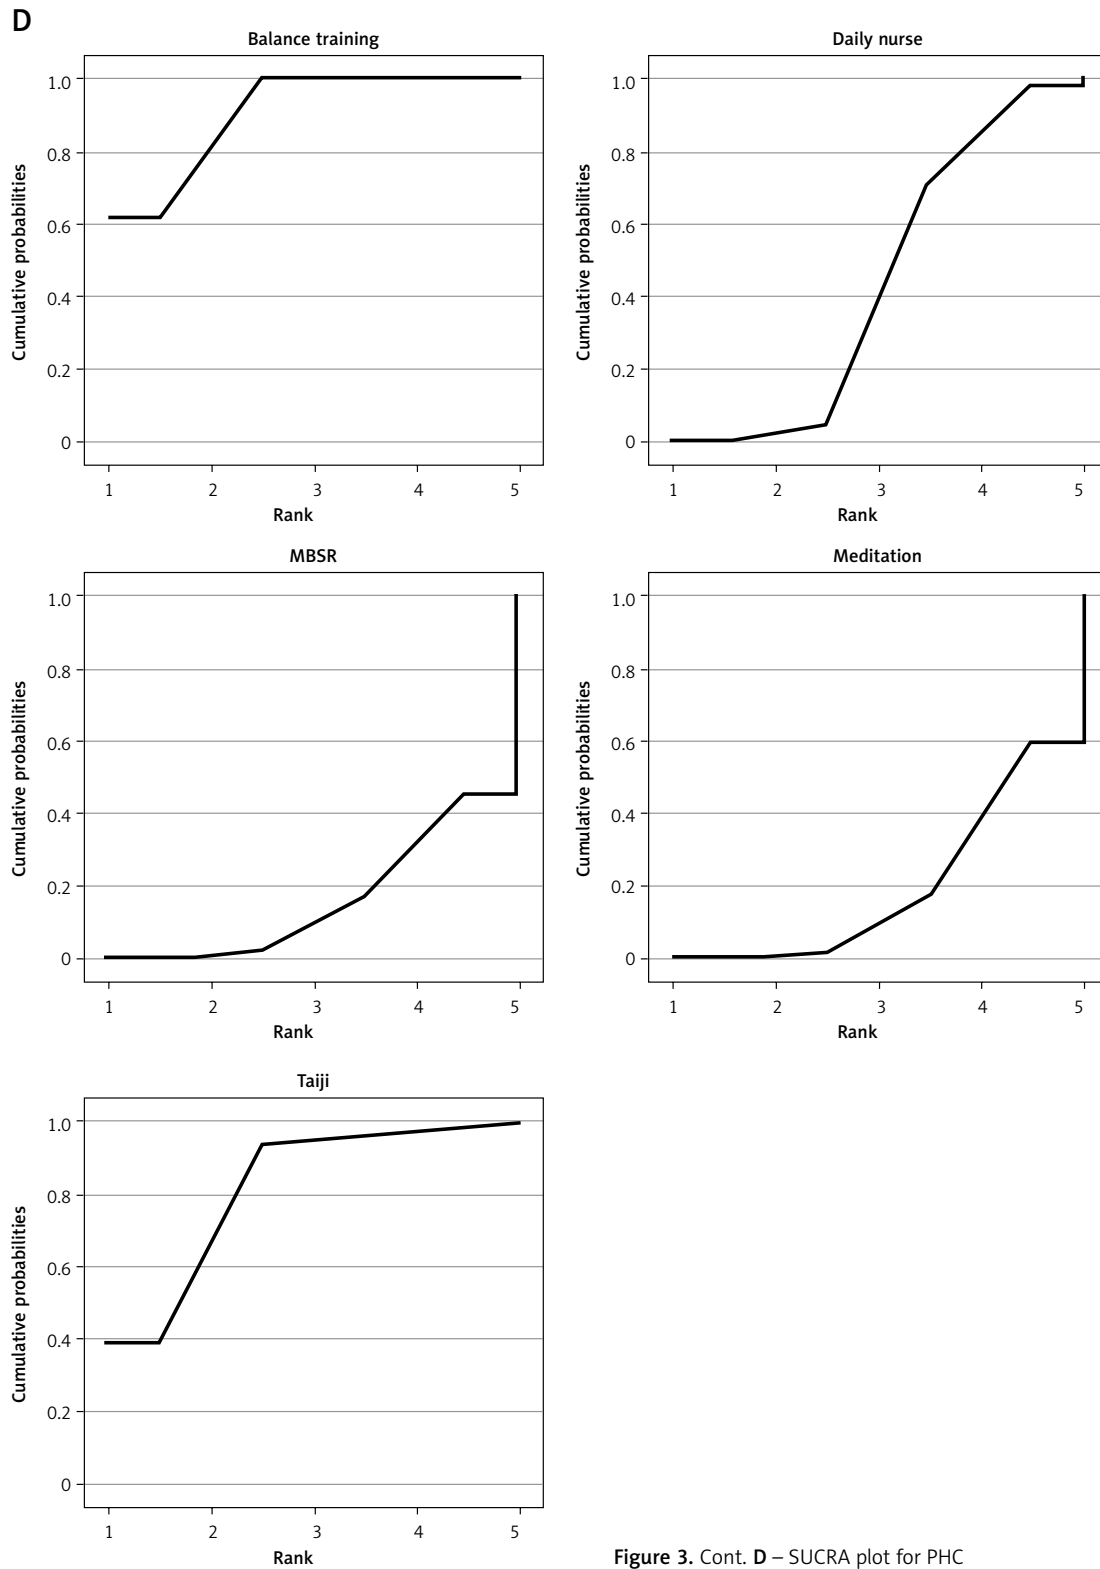 D
Balance training
Cumulative probabilities
1.0
0.8
0.6
0.4
0.2
0
1 2 3 4 5
Rank
Daily nurse
Cumulative probabilities
1.0
0.8
0.6
0.4
0.2
0
1 2 3 4 5
Rank
MBSR
Cumulative probabilities
1.0
0.8
0.6
0.4
0.2
0
1 2 3 4 5
Rank
Meditation
Cumulative probabilities
1.0
0.8
0.6
0.4
0.2
0
1 2 3 4 5
Rank
Taiji
Cumulative probabilities
1.0
0.8
0.6
0.4
0.2
0
1 2 3 4 5
Rank
Figure 3. Cont. D – SUCRA plot for PHC